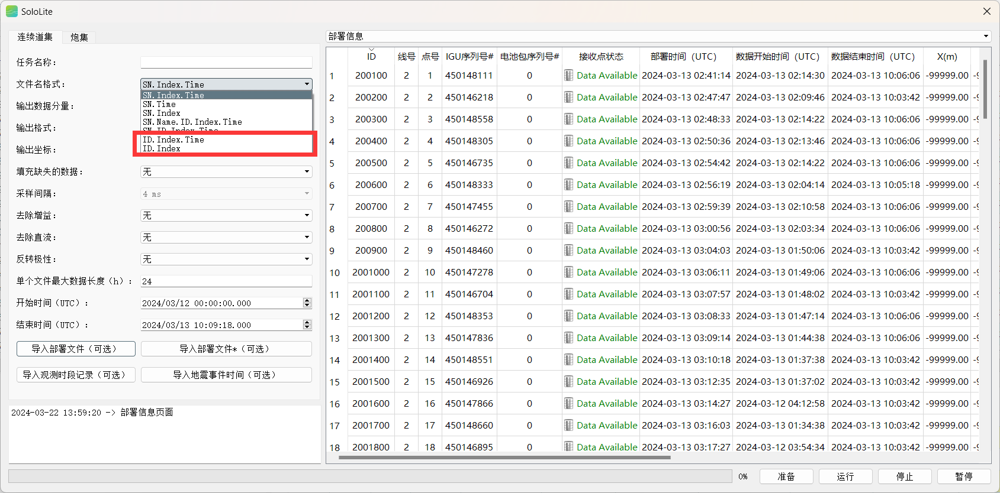 SoloLite
连续道集 炮集
任务名称：
文件名格式： SN.Index.Time
SN.Index.Time
SN.Time
SN.Index
SN.Name.ID.Index.Time
SN.ID.Index.Time
ID.Index.Time
ID.Index
输出数据分量：
输出格式：
输出坐标：
填充缺失的数据： 无
采样间隔： 4 ms
去除增益： 无
去除直流： 无
反转极性： 无
单个文件最大数据长度（h）： 24
开始时间（UTC）： 2024/03/12 00:00:00.000
结束时间（UTC）： 2024/03/13 10:09:18.000
导入部署文件（可选） 导入部署文件*（可选）
导入观测时段记录（可选） 导入地震事件时间（可选）
2024-03-22 13:59:20 -> 部署信息页面
部署信息
ID 线号 点号 IGU序列号# 电池包序列号# 接收点状态 部署时间（UTC） 数据开始时间（UTC） 数据结束时间（UTC） X(m)
1 200100 2 1 450148111 0 Data Available 2024-03-13 02:41:14 2024-03-13 02:14:30 2024-03-13 10:06:06 -99999.00 -9
2 200200 2 2 450146218 0 Data Available 2024-03-13 02:47:47 2024-03-13 02:09:46 2024-03-13 10:03:42 -99999.00 -9
3 200300 2 3 450148558 0 Data Available 2024-03-13 02:48:33 2024-03-13 02:14:22 2024-03-13 10:06:06 -99999.00 -9
4 200400 2 4 450148305 0 Data Available 2024-03-13 02:50:36 2024-03-13 02:13:46 2024-03-13 10:06:06 -99999.00 -9
5 200500 2 5 450146735 0 Data Available 2024-03-13 02:54:42 2024-03-13 02:14:22 2024-03-13 10:06:06 -99999.00 -9
6 200600 2 6 450148333 0 Data Available 2024-03-13 02:56:19 2024-03-13 02:04:14 2024-03-13 10:05:18 -99999.00 -9
7 200700 2 7 450147455 0 Data Available 2024-03-13 02:59:39 2024-03-13 02:10:58 2024-03-13 10:06:06 -99999.00 -9
8 200800 2 8 450146272 0 Data Available 2024-03-13 03:00:56 2024-03-13 02:03:34 2024-03-13 10:06:06 -99999.00 -9
9 200900 2 9 450148460 0 Data Available 2024-03-13 03:04:03 2024-03-13 01:50:06 2024-03-13 10:03:42 -99999.00 -9
10 2001000 2 10 450147278 0 Data Available 2024-03-13 03:06:11 2024-03-13 01:49:06 2024-03-13 10:06:06 -99999.00 -9
11 2001100 2 11 450146704 0 Data Available 2024-03-13 03:07:57 2024-03-13 01:48:02 2024-03-13 10:03:42 -99999.00 -9
12 2001200 2 12 450148353 0 Data Available 2024-03-13 03:08:33 2024-03-13 01:47:14 2024-03-13 10:06:06 -99999.00 -9
13 2001300 2 13 450147836 0 Data Available 2024-03-13 03:09:14 2024-03-13 01:44:38 2024-03-13 10:06:06 -99999.00 -9
14 2001400 2 14 450148551 0 Data Available 2024-03-13 03:10:18 2024-03-13 01:37:38 2024-03-13 10:03:42 -99999.00 -9
15 2001500 2 15 450146926 0 Data Available 2024-03-13 03:12:35 2024-03-13 01:37:02 2024-03-13 10:03:42 -99999.00 -9
16 2001600 2 16 450147866 0 Data Available 2024-03-13 03:14:27 2024-03-12 04:12:58 2024-03-13 10:03:42 -99999.00 -9
17 2001700 2 17 450148660 0 Data Available 2024-03-13 03:16:03 2024-03-13 01:34:38 2024-03-13 10:03:42 -99999.00 -9
18 2001800 2 18 450146895 0 Data Available 2024-03-13 03:17:27 2024-03-12 03:54:34 2024-03-13 10:03:42 -99999.00 -9
0% 准备 运行 停止 暂停